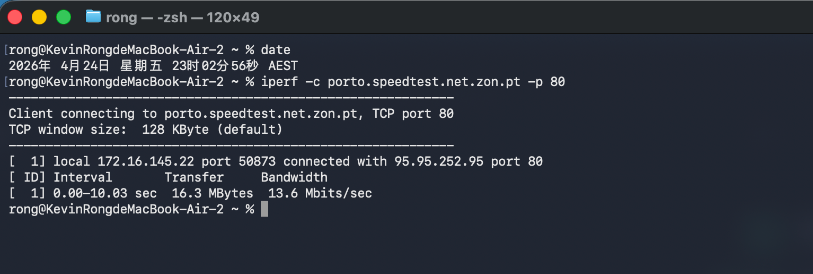 rong — -zsh — 120×49
[rong@KevinRongdeMacBook-Air-2 ~ % date
2026年 4月24日 星期五 23时02分56秒 AEST
[rong@KevinRongdeMacBook-Air-2 ~ % iperf -c porto.speedtest.net.zon.pt -p 80
------------------------------------------------------------
Client connecting to porto.speedtest.net.zon.pt, TCP port 80
TCP window size:  128 KByte (default)
------------------------------------------------------------
[  1] local 172.16.145.22 port 50873 connected with 95.95.252.95 port 80
[ ID] Interval       Transfer     Bandwidth
[  1] 0.00-10.03 sec  16.3 MBytes  13.6 Mbits/sec
rong@KevinRongdeMacBook-Air-2 ~ %